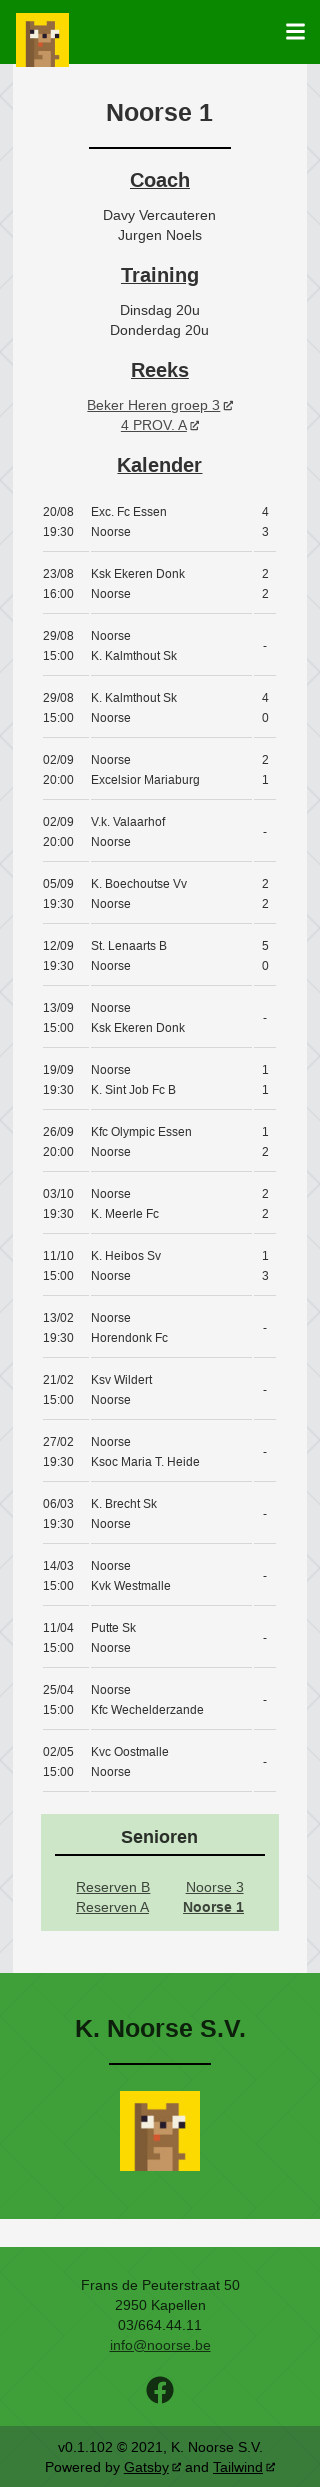 Noorse 1
Coach
Davy Vercauteren
Jurgen Noels
Training
Dinsdag 20u
Donderdag 20u
Reeks
Beker Heren groep 3
4 PROV. A
Kalender
20/08 Exc. Fc Essen 4
19:30 Noorse 3
23/08 Ksk Ekeren Donk 2
16:00 Noorse 2
29/08 Noorse -
15:00 K. Kalmthout Sk
29/08 K. Kalmthout Sk 4
15:00 Noorse 0
02/09 Noorse 2
20:00 Excelsior Mariaburg 1
02/09 V.k. Valaarhof -
20:00 Noorse
05/09 K. Boechoutse Vv 2
19:30 Noorse 2
12/09 St. Lenaarts B 5
19:30 Noorse 0
13/09 Noorse -
15:00 Ksk Ekeren Donk
19/09 Noorse 1
19:30 K. Sint Job Fc B 1
26/09 Kfc Olympic Essen 1
20:00 Noorse 2
03/10 Noorse 2
19:30 K. Meerle Fc 2
11/10 K. Heibos Sv 1
15:00 Noorse 3
13/02 Noorse -
19:30 Horendonk Fc
21/02 Ksv Wildert -
15:00 Noorse
27/02 Noorse -
19:30 Ksoc Maria T. Heide
06/03 K. Brecht Sk -
19:30 Noorse
14/03 Noorse -
15:00 Kvk Westmalle
11/04 Putte Sk -
15:00 Noorse
25/04 Noorse -
15:00 Kfc Wechelderzande
02/05 Kvc Oostmalle -
15:00 Noorse
Senioren
Reserven B Noorse 3
Reserven A Noorse 1
K. Noorse S.V.
Frans de Peuterstraat 50
2950 Kapellen
03/664.44.11
info@noorse.be
v0.1.102 © 2021, K. Noorse S.V.
Powered by Gatsby and Tailwind